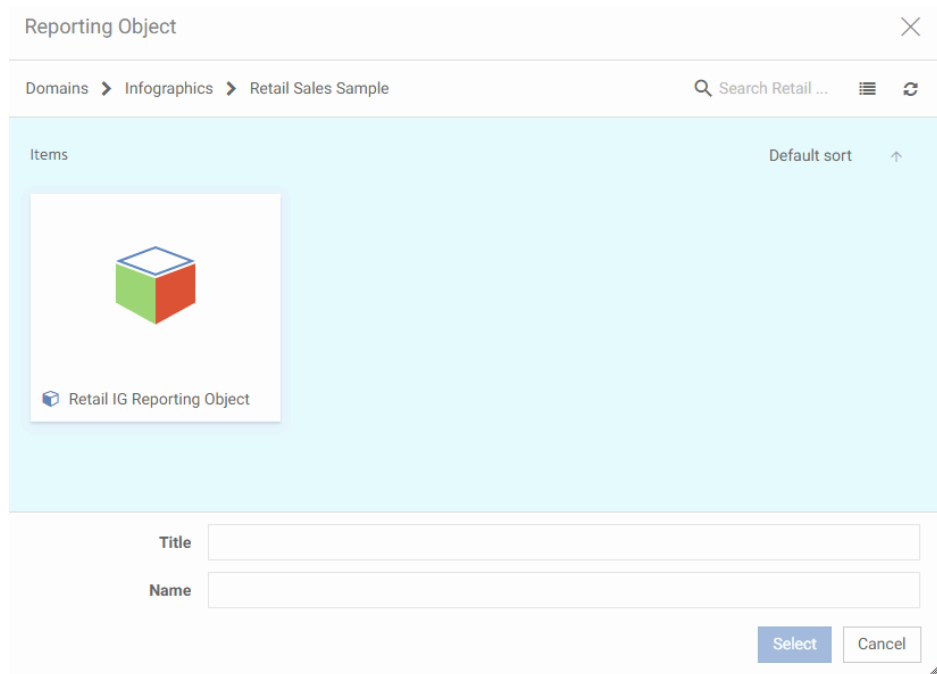 Reporting Object
Domains > Infographics > Retail Sales Sample Search Retail ...
Items Default sort
Retail IG Reporting Object
Title
Name
Select Cancel